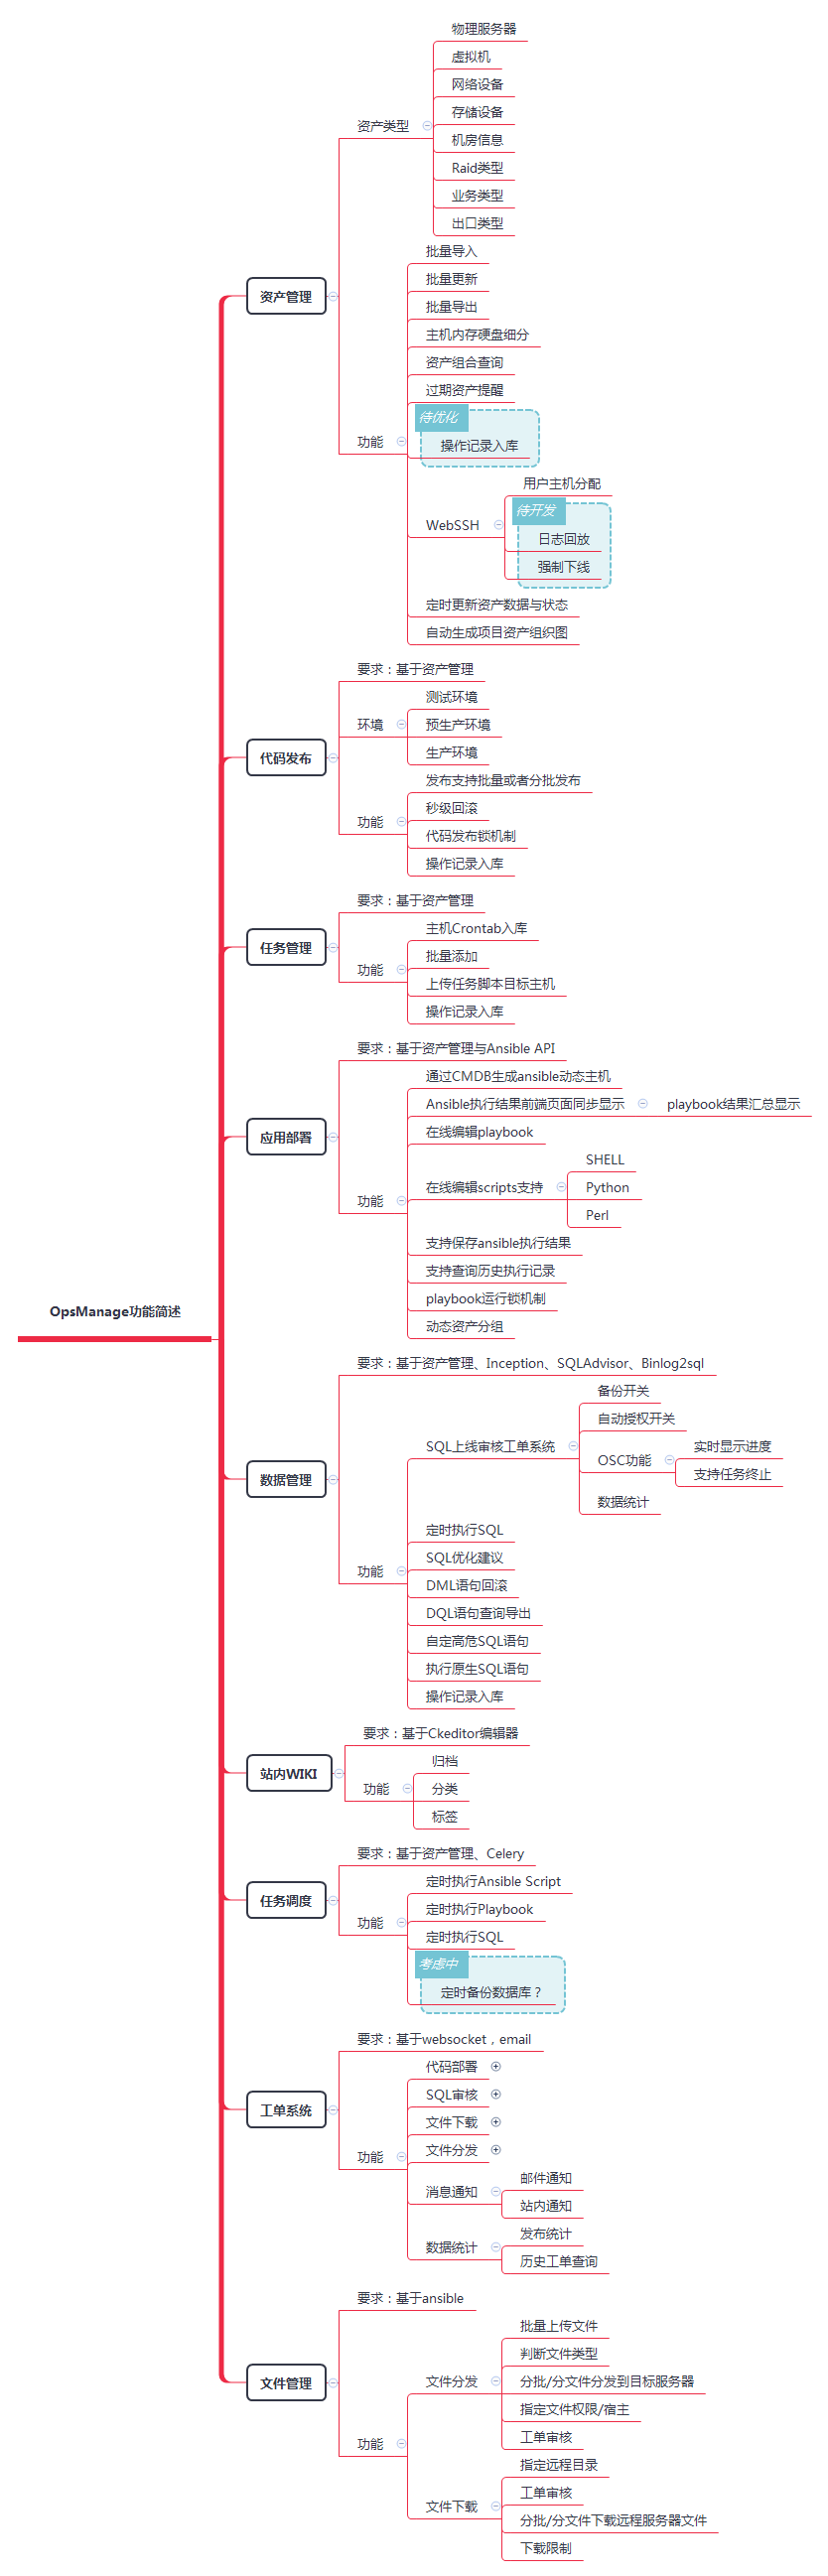 OpsManage功能简述
资产管理
资产类型
物理服务器
虚拟机
网络设备
存储设备
机房信息
Raid类型
业务类型
出口类型
功能
批量导入
批量更新
批量导出
主机内存硬盘细分
资产组合查询
过期资产提醒
待优化
操作记录入库
WebSSH
用户主机分配
待开发
日志回放
强制下线
定时更新资产数据与状态
自动生成项目资产组织图
代码发布
要求：基于资产管理
环境
测试环境
预生产环境
生产环境
功能
发布支持批量或者分批发布
秒级回滚
代码发布锁机制
操作记录入库
任务管理
要求：基于资产管理
功能
主机Crontab入库
批量添加
上传任务脚本目标主机
操作记录入库
应用部署
要求：基于资产管理与Ansible API
功能
通过CMDB生成ansible动态主机
Ansible执行结果前端页面同步显示
playbook结果汇总显示
在线编辑playbook
在线编辑scripts支持
SHELL
Python
Perl
支持保存ansible执行结果
支持查询历史执行记录
playbook运行锁机制
动态资产分组
数据管理
要求：基于资产管理、Inception、SQLAdvisor、Binlog2sql
功能
SQL上线审核工单系统
备份开关
自动授权开关
OSC功能
实时显示进度
支持任务终止
数据统计
定时执行SQL
SQL优化建议
DML语句回滚
DQL语句查询导出
自定高危SQL语句
执行原生SQL语句
操作记录入库
站内WIKI
要求：基于Ckeditor编辑器
功能
归档
分类
标签
任务调度
要求：基于资产管理、Celery
功能
定时执行Ansible Script
定时执行Playbook
定时执行SQL
考虑中
定时备份数据库？
工单系统
要求：基于websocket，email
功能
代码部署
SQL审核
文件下载
文件分发
消息通知
邮件通知
站内通知
数据统计
发布统计
历史工单查询
文件管理
要求：基于ansible
功能
文件分发
批量上传文件
判断文件类型
分批/分文件分发到目标服务器
指定文件权限/宿主
工单审核
文件下载
指定远程目录
工单审核
分批/分文件下载远程服务器文件
下载限制